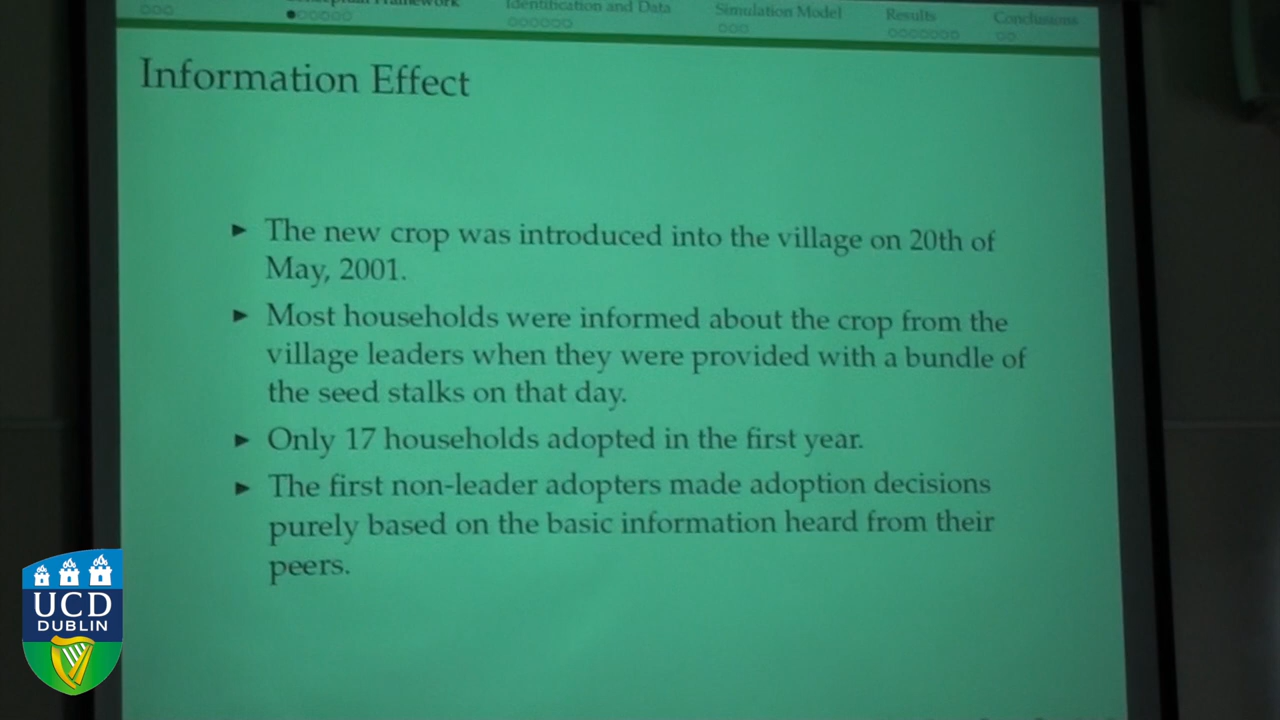 Conceptual Framework
Identification and Data
Simulation Model
Results
Conclusions
Information Effect
The new crop was introduced into the village on 20th of
May, 2001.
Most households were informed about the crop from the
village leaders when they were provided with a bundle of
the seed stalks on that day.
Only 17 households adopted in the first year.
The first non-leader adopters made adoption decisions
purely based on the basic information heard from their
peers.
UCD
DUBLIN